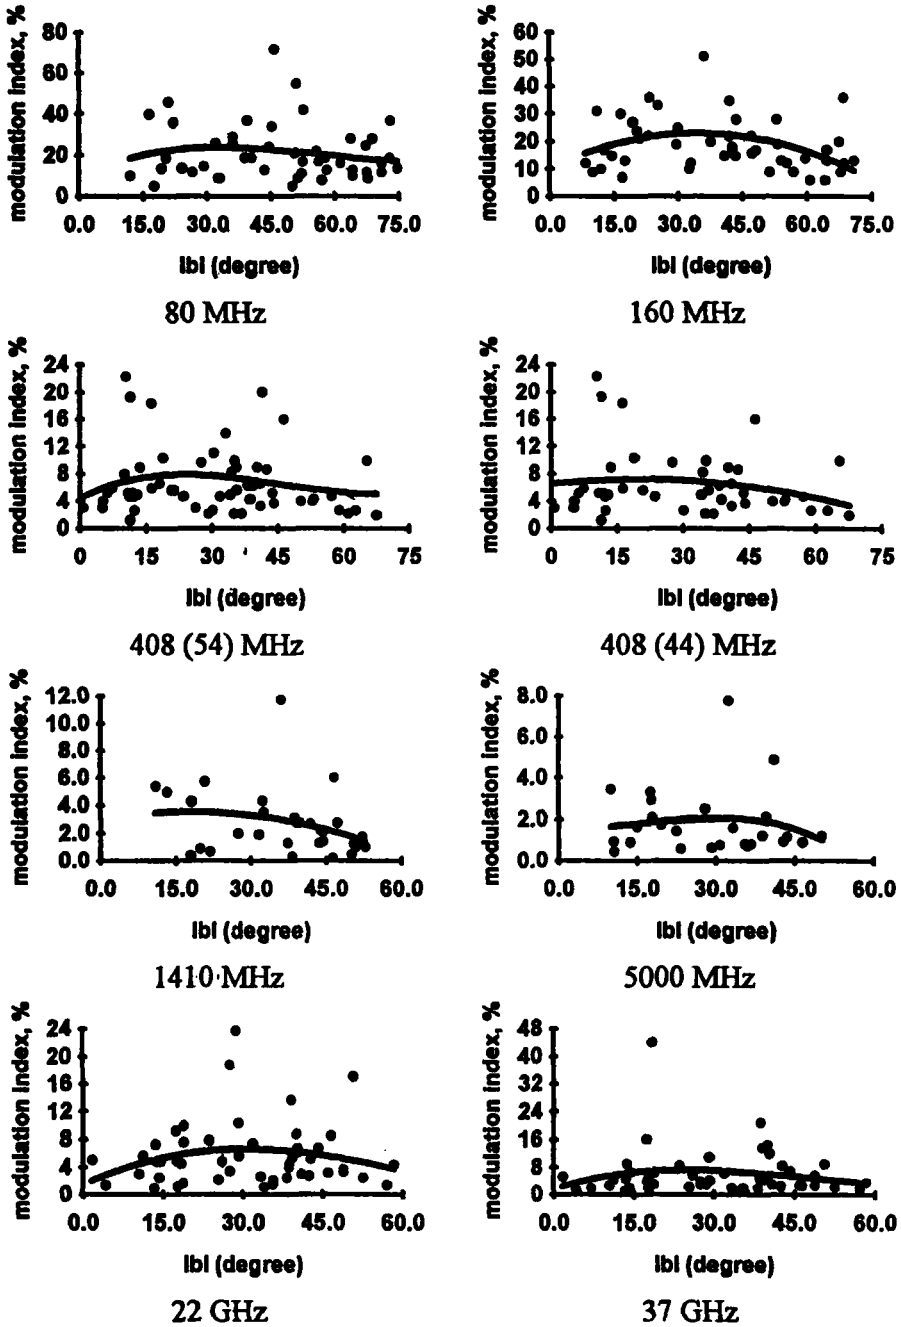 modulation index, %
80
60
40
20
0
0.0 15.0 30.0 45.0 60.0 75.0
lbl (degree)
80 MHz
modulation index, %
60
50
40
30
20
10
0
0.0 15.0 30.0 45.0 60.0 75.0
lbl (degree)
160 MHz
modulation index, %
24
20
16
12
8
4
0
0 15 30 45 60 75
lbl (degree)
408 (54) MHz
modulation index, %
24
20
16
12
8
4
0
0 15 30 45 60 75
lbl (degree)
408 (44) MHz
modulation index, %
12.0
10.0
8.0
6.0
4.0
2.0
0.0
0.0 15.0 30.0 45.0 60.0
lbl (degree)
1410 MHz
modulation index, %
8.0
6.0
4.0
2.0
0.0
0.0 15.0 30.0 45.0 60.0
lbl (degree)
5000 MHz
modulation index, %
24
20
16
12
8
4
0
0.0 15.0 30.0 45.0 60.0
lbl (degree)
22 GHz
modulation index, %
48
40
32
24
16
8
0
0.0 15.0 30.0 45.0 60.0
lbl (degree)
37 GHz